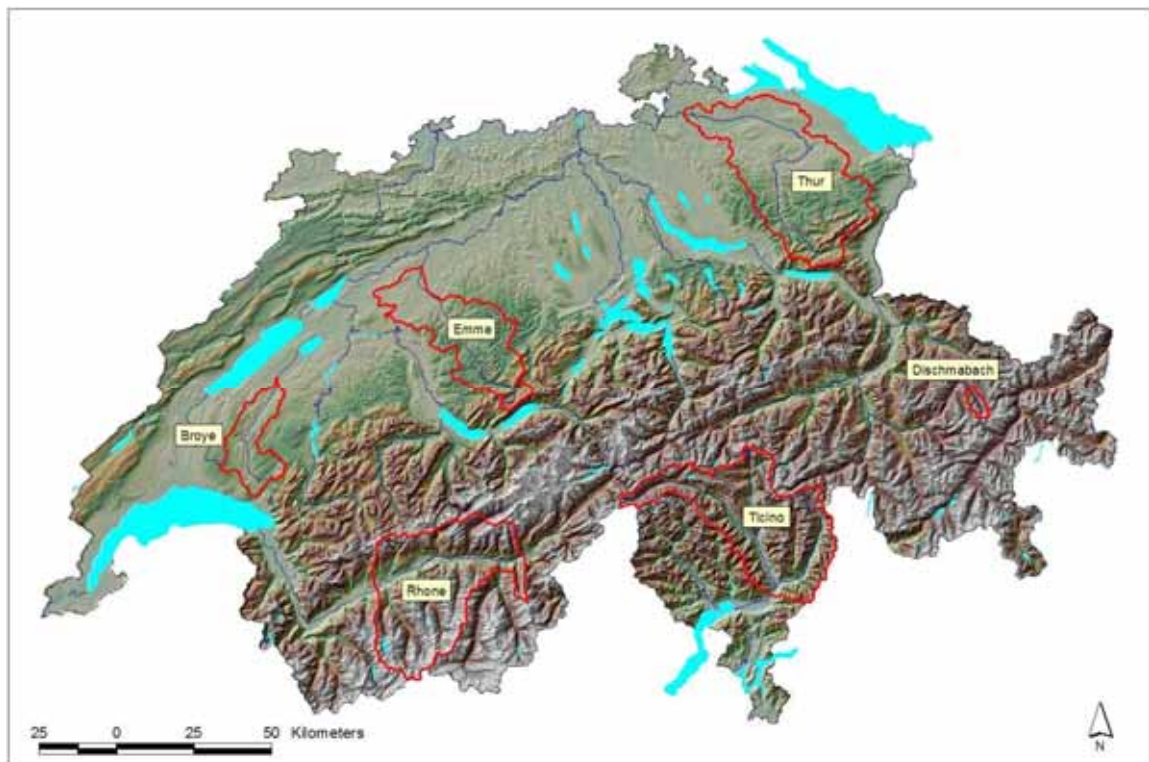 Thur
Emme
Dischmabach
Broye
Ticino
Rhone
25 0 25 50 Kilometers
N